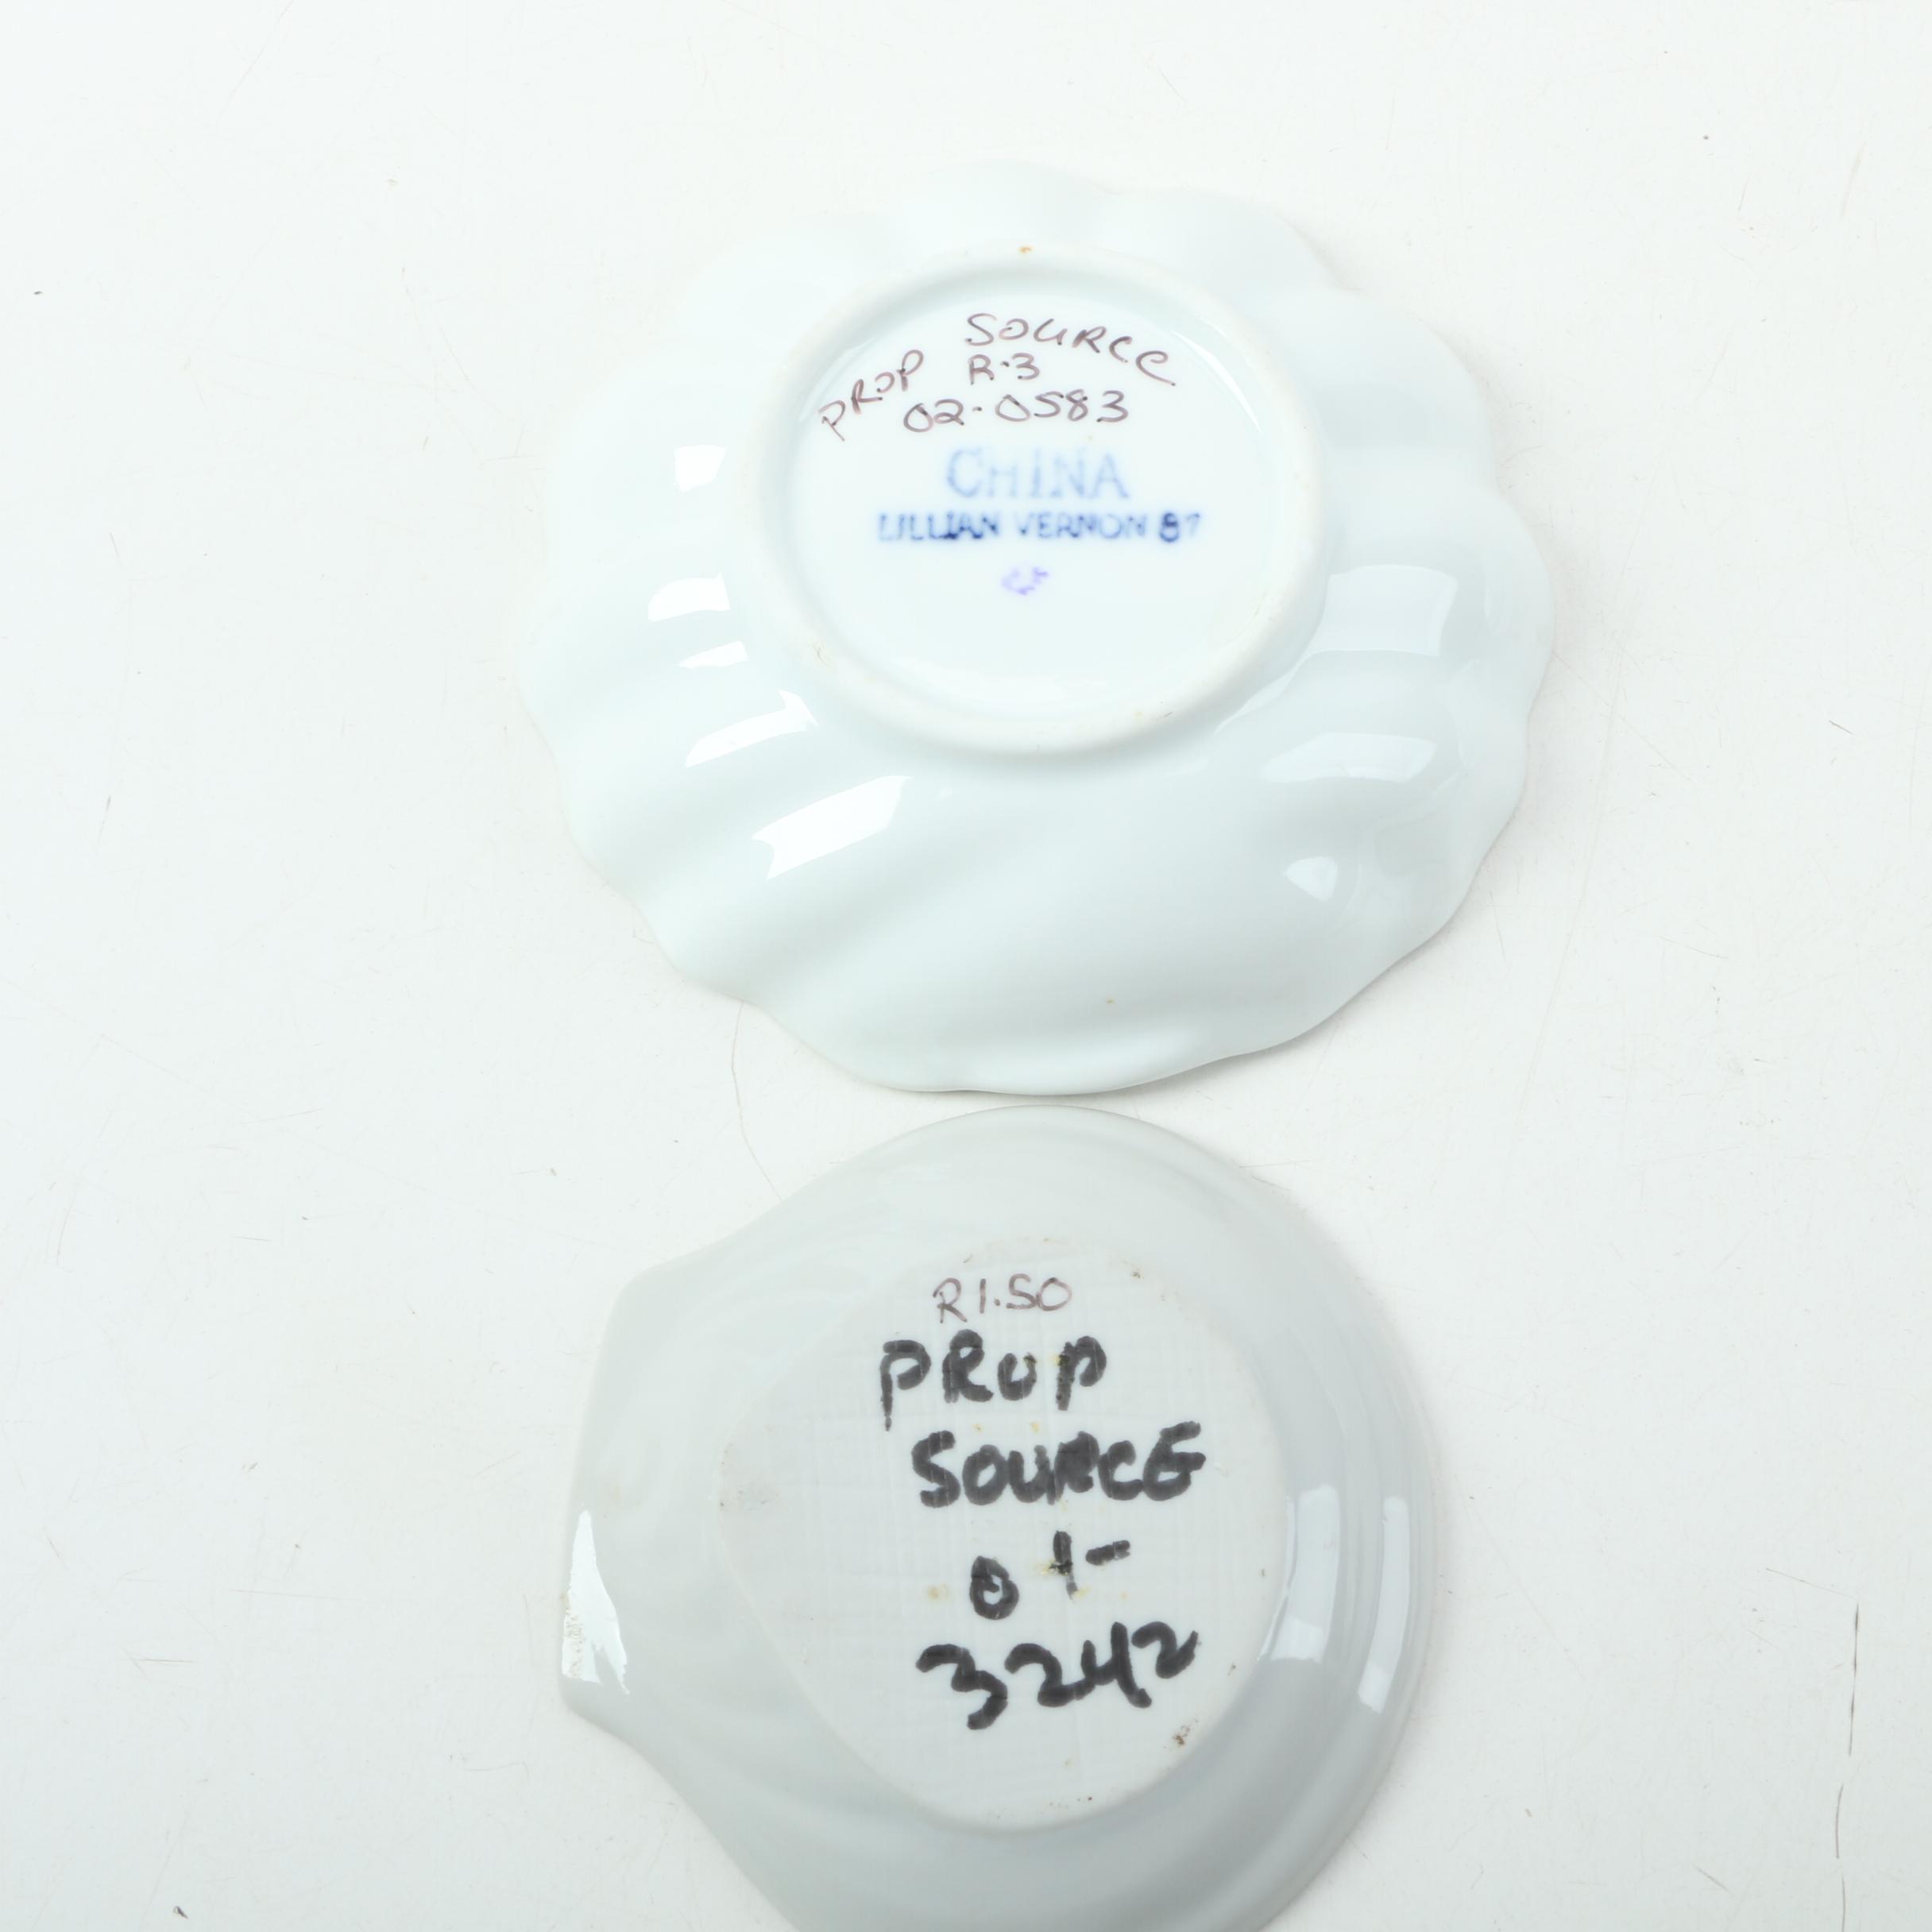 PROP SOURCE
R.3
02-0583
CHINA
LILLIAN VERNON 87
R1.50
PROP
SOURCE
01-
3242